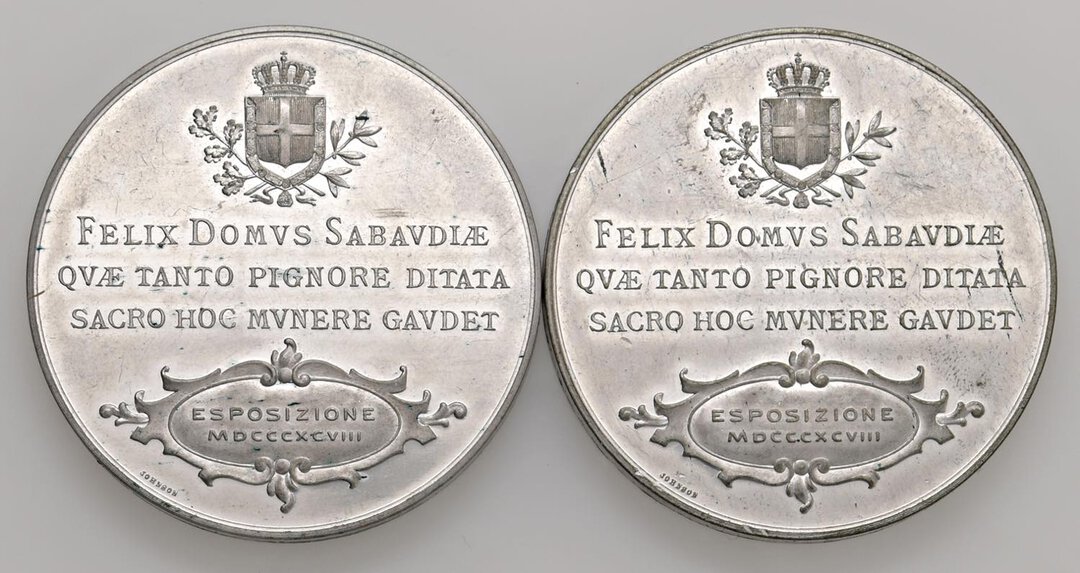 FELIX DOMVS SABAVDIÆ
QVÆ TANTO PIGNORE DITATA
SACRO HOC MVNERE GAVDET
ESPOSIZIONE
MDCCCXCVIII
JOHNSON
FELIX DOMVS SABAVDIÆ
QVÆ TANTO PIGNORE DITATA
SACRO HOC MVNERE GAVDET
ESPOSIZIONE
MDCCCXCVIII
JOHNSON